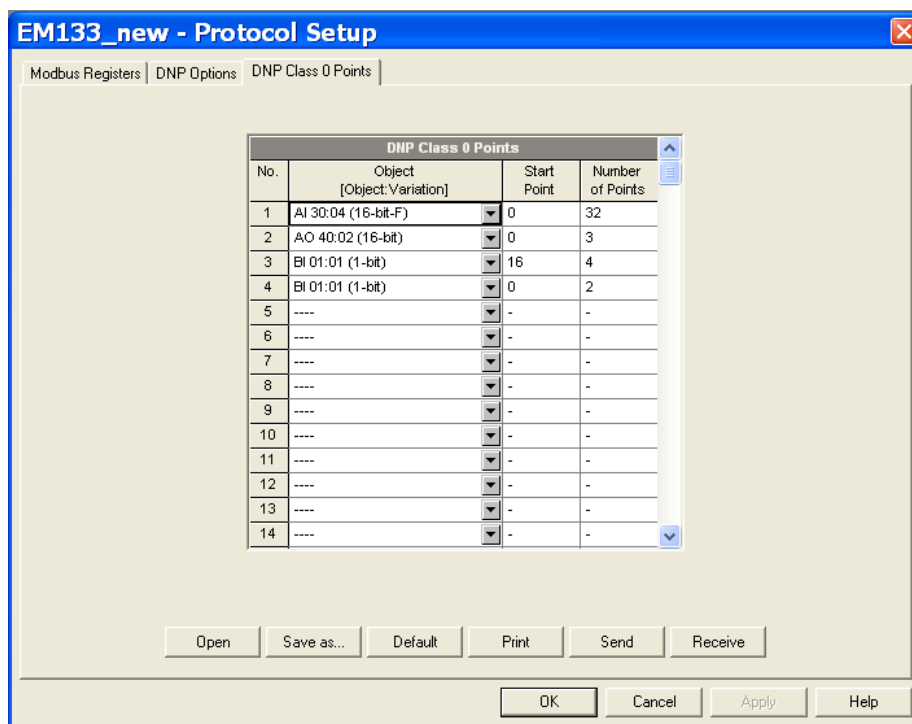 EM133_new - Protocol Setup
Modbus Registers DNP Options DNP Class 0 Points
DNP Class 0 Points
No. Object [Object:Variation] Start Point Number of Points
1 AI 30:04 (16-bit-F) 0 32
2 AO 40:02 (16-bit) 0 3
3 BI 01:01 (1-bit) 16 4
4 BI 01:01 (1-bit) 0 2
5 ---- - -
6 ---- - -
7 ---- - -
8 ---- - -
9 ---- - -
10 ---- - -
11 ---- - -
12 ---- - -
13 ---- - -
14 ---- - -
Open Save as... Default Print Send Receive
OK Cancel Apply Help